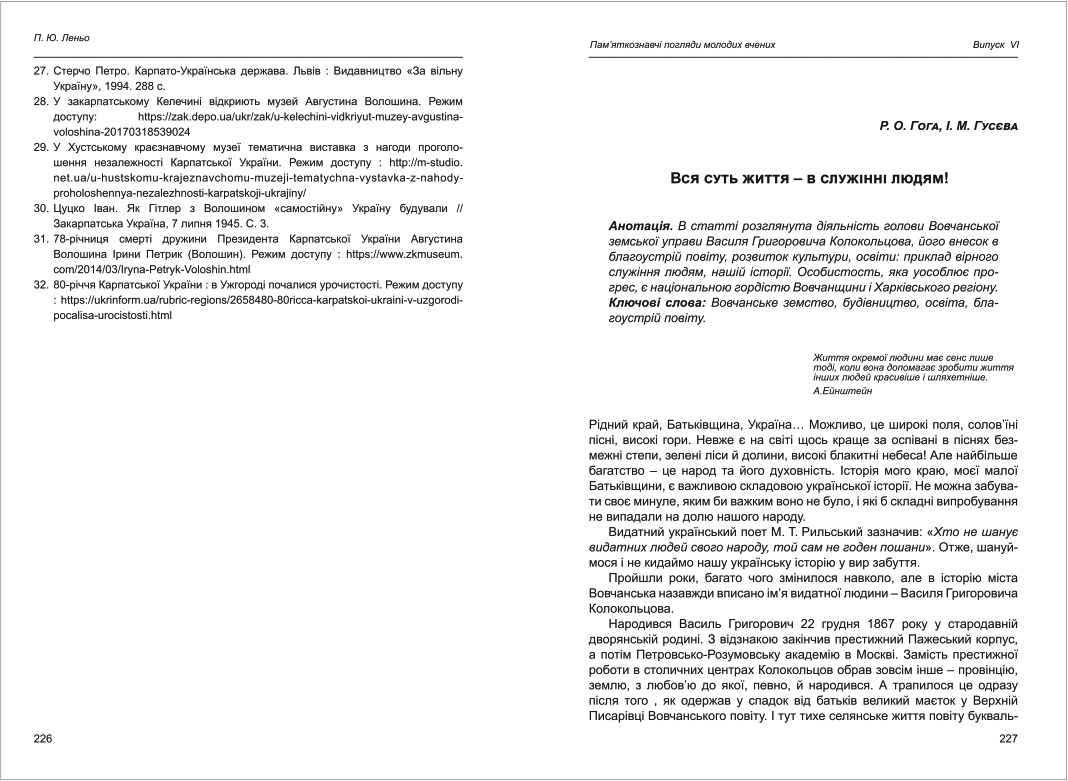 П. Ю. Леньо
27. Стерчо Петро. Карпато-Українська держава. Львів : Видавництво «За вільну
Україну», 1994. 288 с.
28. У закарпатському Келечині відкриють музей Августина Волошина. Режим
доступу: https://zak.depo.ua/ukr/zak/u-kelechini-vidkriyut-muzey-avgustina-
voloshina-20170318539024
29. У Хустському краєзнавчому музеї тематична виставка з нагоди проголо-
шення незалежності Карпатської України. Режим доступу : http://m-studio.
net.ua/u-hustskomu-krajeznavchomu-muzeji-tematychna-vystavka-z-nahody-
proholoshennya-nezalezhnosti-karpatskoji-ukrajiny/
30. Цуцко Іван. Як Гітлер з Волошином «самостійну» Україну будували //
Закарпатська Україна, 7 липня 1945. С. 3.
31. 78-річниця смерті дружини Президента Карпатської України Августина
Волошина Ірини Петрик (Волошин). Режим доступу : https://www.zkmuseum.
com/2014/03/Iryna-Petryk-Voloshin.html
32. 80-річчя Карпатської України : в Ужгороді почалися урочистості. Режим доступу
: https://ukrinform.ua/rubric-regions/2658480-80ricca-karpatskoi-ukraini-v-uzgorodi-
pocalisa-urocistosti.html
226
Пам'яткознавчі погляди молодих вчених Випуск VI
Р. О. Гога, І. М. Гусєва
Вся суть життя – в служінні людям!
Анотація. В статті розглянута діяльність голови Вовчанської
земської управи Василя Григоровича Колокольцова, його внесок в
благоустрій повіту, розвиток культури, освіти: приклад вірного
служіння людям, нашій історії. Особистость, яка уособлює про-
грес, є національною гордістю Вовчанщини і Харківського регіону.
Ключові слова: Вовчанське земство, будівництво, освіта, бла-
гоустрій повіту.
Життя окремої людини має сенс лише
тоді, коли вона допомагає зробити життя
інших людей красивіше і шляхетніше.
А.Ейнштейн
Рідний край, Батьківщина, Україна… Можливо, це широкі поля, солов'їні
пісні, високі гори. Невже є на світі щось краще за оспівані в піснях без-
межні степи, зелені ліси й долини, високі блакитні небеса! Але найбільше
багатство – це народ та його духовність. Історія мого краю, моєї малої
Батьківщини, є важливою складовою української історії. Не можна забува-
ти своє минуле, яким би важким воно не було, і які б складні випробування
не випадали на долю нашого народу.
Видатний український поет М. Т. Рильський зазначив: «Хто не шанує
видатних людей свого народу, той сам не годен пошани». Отже, шануй-
мося і не кидаймо нашу українську історію у вир забуття.
Пройшли роки, багато чого змінилося навколо, але в історію міста
Вовчанська назавжди вписано ім'я видатної людини – Василя Григоровича
Колокольцова.
Народився Василь Григорович 22 грудня 1867 року у стародавній
дворянській родині. З відзнакою закінчив престижний Пажеський корпус,
а потім Петровсько-Розумовську академію в Москві. Замість престижної
роботи в столичних центрах Колокольцов обрав зовсім інше – провінцію,
землю, з любов'ю до якої, певно, й народився. А трапилося це одразу
після того , як одержав у спадок від батьків великий маєток у Верхній
Писарівці Вовчанського повіту. І тут тихе селянське життя повіту букваль-
227